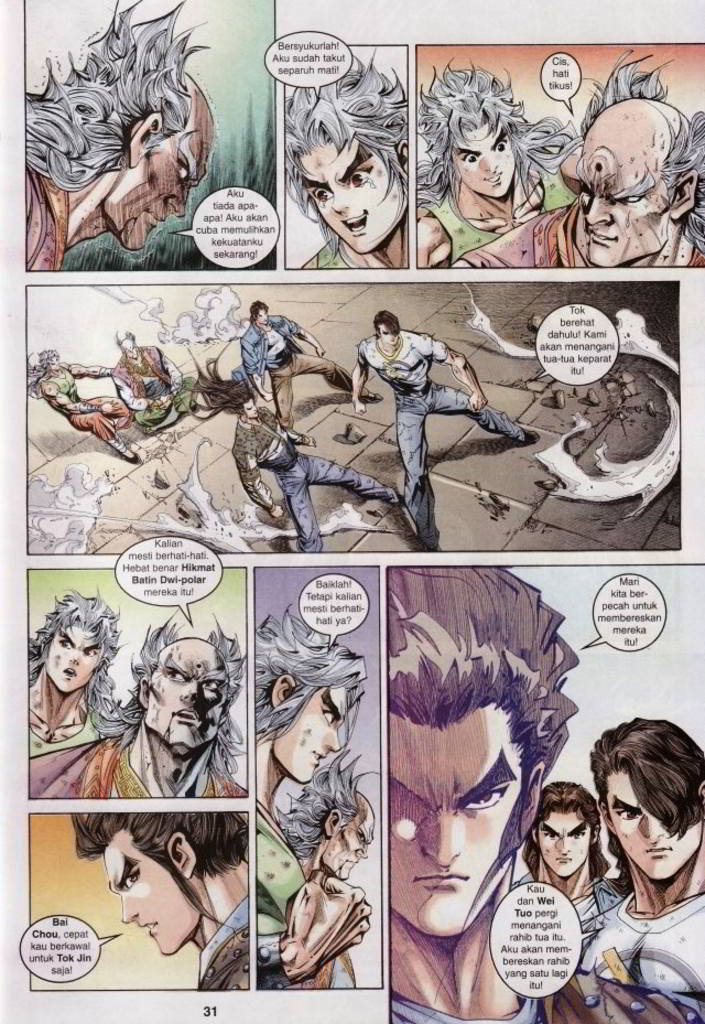 Aku
tiada apa-
apa! Aku akan
cuba memulihkan
kekuatanku
sekarang!
Bersyukurlah!
Aku sudah takut
separuh mati!
Cis,
hati
tikus!
Tok
berehat
dahulu! Kami
akan menangani
tua-tua keparat
itu!
Kalian
mesti berhati-hati.
Hebat benar Hikmat
Batin Dwi-polar
mereka itu!
Baiklah!
Tetapi kalian
mesti berhati-
hati ya?
Mari
kita ber-
pecah untuk
membereskan
mereka
itu!
Bai
Chou, cepat
kau berkawal
untuk Tok Jin
saja!
Kau
dan Wei
Tuo pergi
menangani
rahib tua itu.
Aku akan mem-
bereskan rahib
yang satu lagi
itu!
31